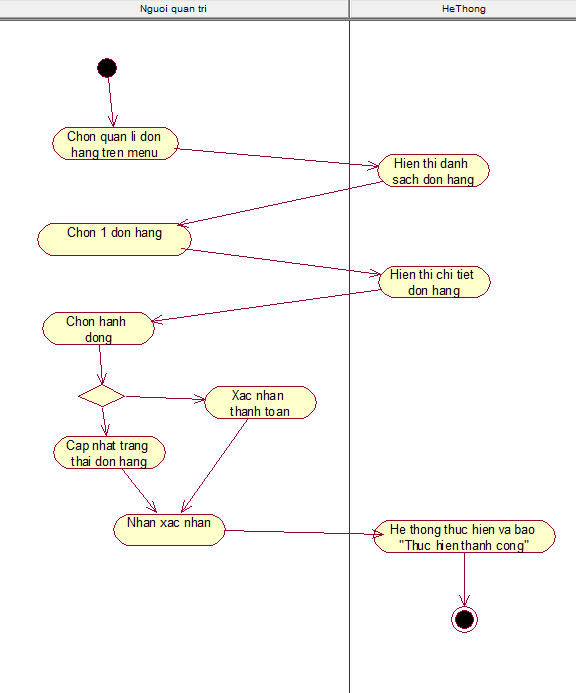 Nguoi quan tri
HeThong
Chon quan li don
hang tren menu
Hien thi danh
sach don hang
Chon 1 don hang
Hien thi chi tiet
don hang
Chon hanh
dong
Xac nhan
thanh toan
Cap nhat trang
thai don hang
Nhan xac nhan
He thong thuc hien va bao
"Thuc hien thanh cong"